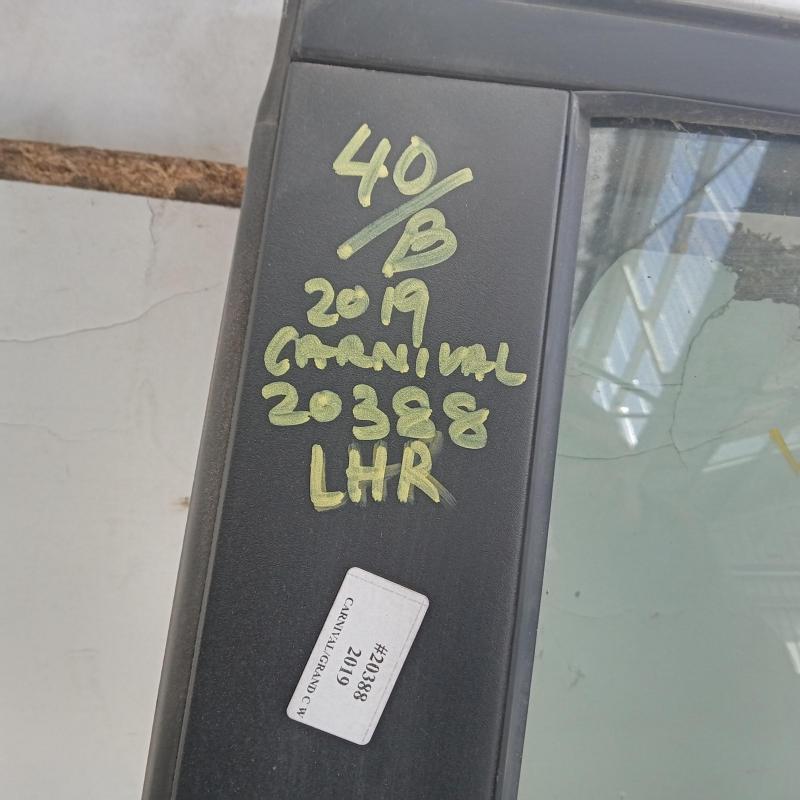 40/B
2019
CARNIVAL
20388
LHR
#20388
2019
CARNIVAL/GRAND C W